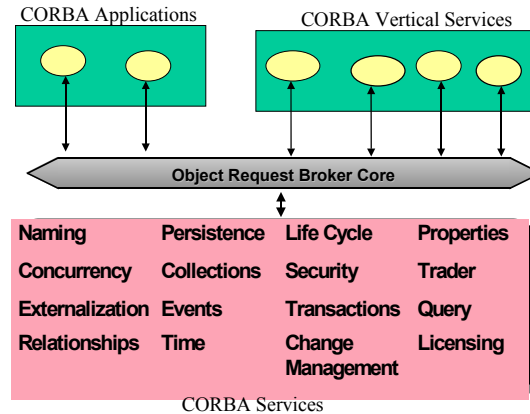 CORBA Applications
CORBA Vertical Services
Object Request Broker Core
Naming Persistence Life Cycle Properties
Concurrency Collections Security Trader
Externalization Events Transactions Query
Relationships Time Change Management Licensing
CORBA Services